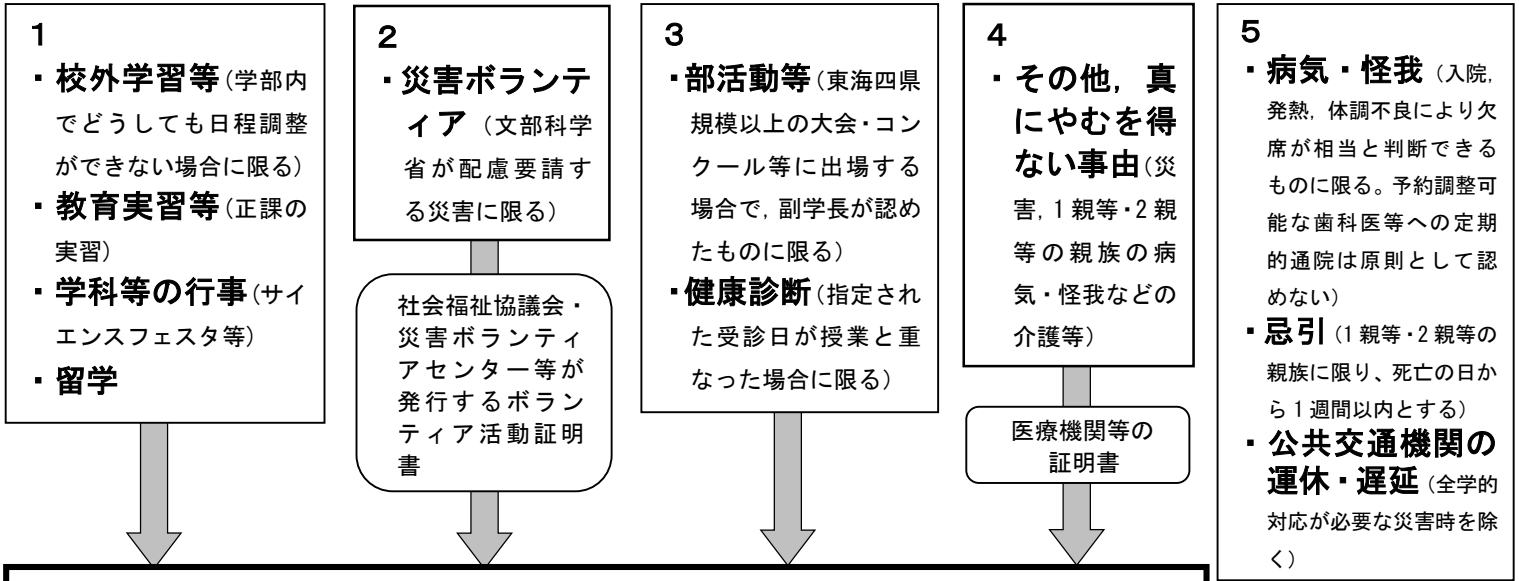 1
・校外学習等(学部内
でどうしても日程調整
ができない場合に限る)
・教育実習等(正課の
実習)
・学科等の行事(サイ
エンスフェスタ等)
・留学
2
・災害ボランテ
ィア (文部科学
省が配慮要請す
る災害に限る)
社会福祉協議会・
災害ボランティ
アセンター等が
発行するボラン
ティア活動証明
書
3
・部活動等(東海四県
規模以上の大会・コン
クール等に出場する
場合で,副学長が認め
たものに限る)
・健康診断(指定され
た受診日が授業と重
なった場合に限る)
4
・その他,真
にやむを得
ない事由(災
害,1親等・2親
等の親族の病
気・怪我などの
介護等)
医療機関等の
証明書
5
・病気・怪我 (入院,
発熱,体調不良により欠
席が相当と判断できる
ものに限る。予約調整可
能な歯科医等への定期
的通院は原則として認
めない)
・忌引(1親等・2親等の
親族に限り、死亡の日か
ら1週間以内とする)
・公共交通機関の
運休・遅延(全学的
対応が必要な災害時を除
く)